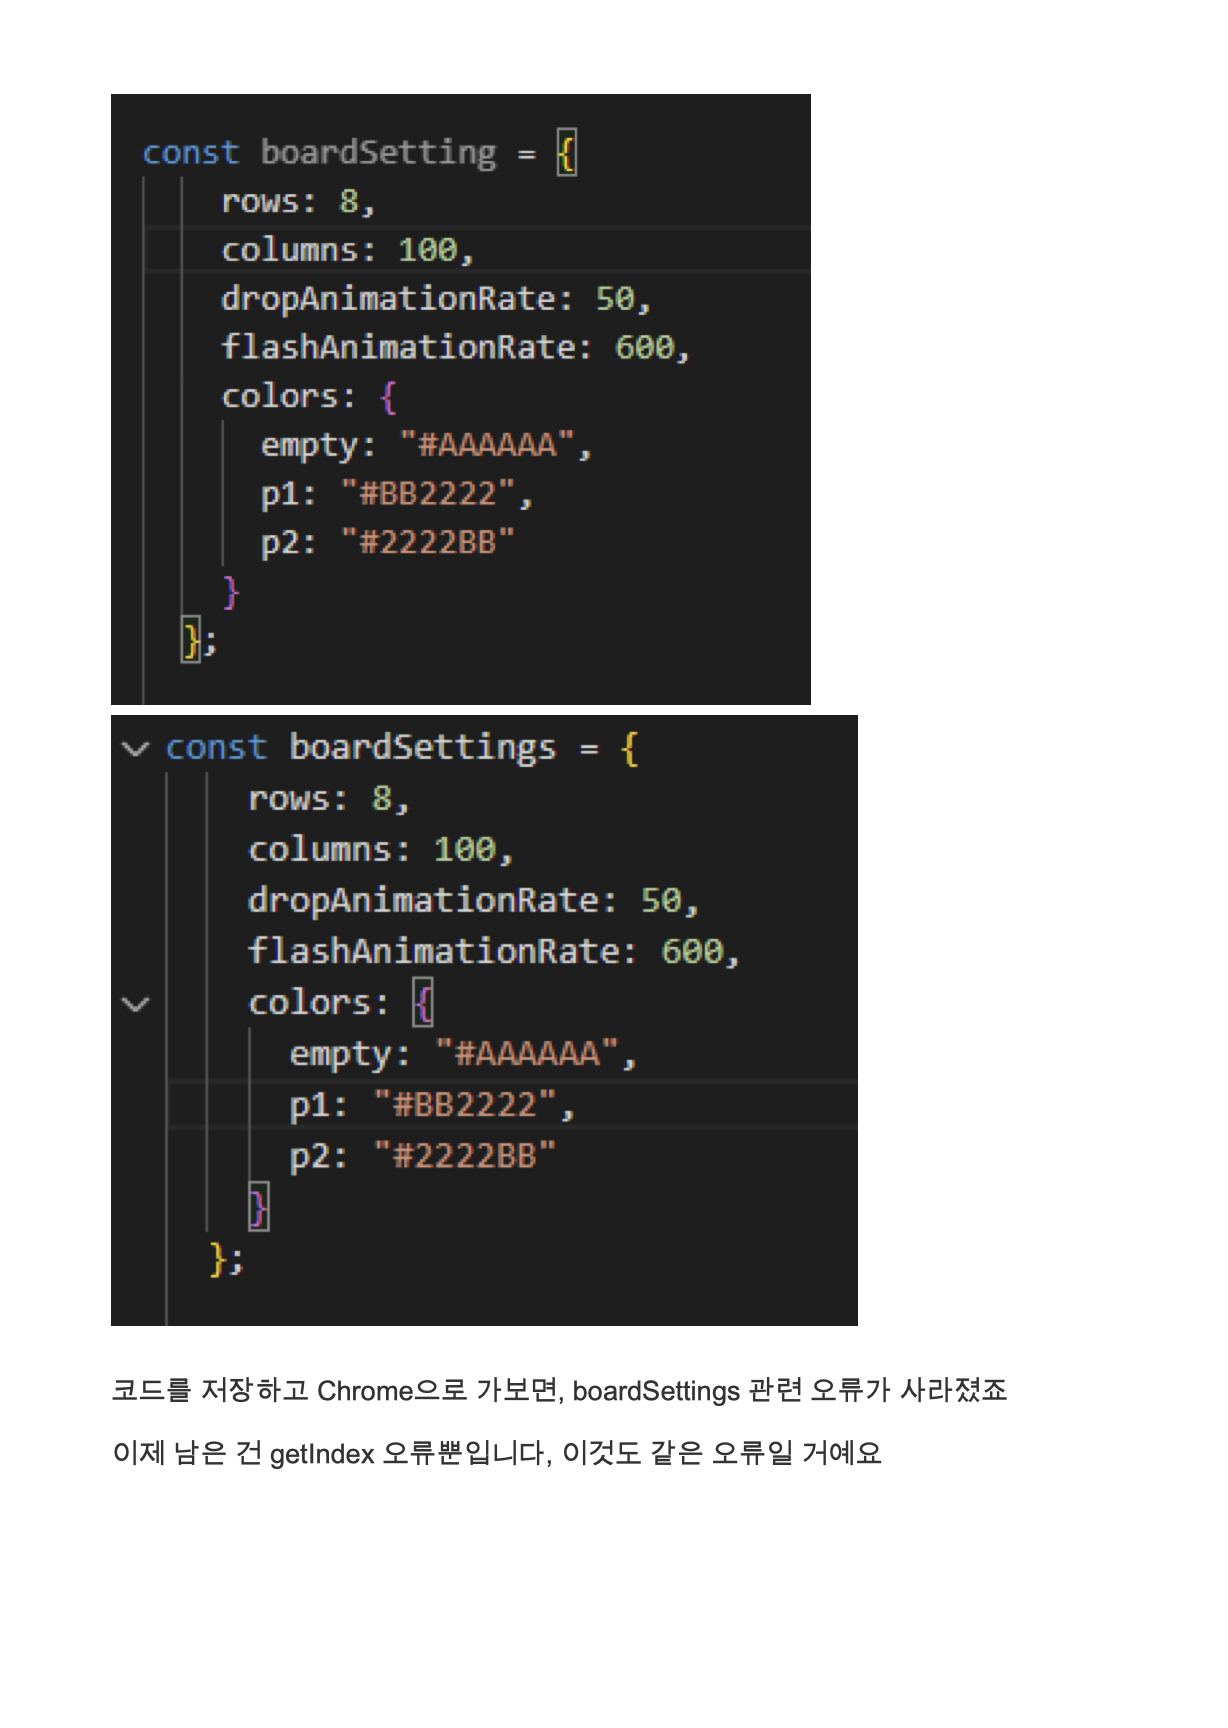 const boardSetting = {
rows: 8,
columns: 100,
dropAnimationRate: 50,
flashAnimationRate: 600,
colors: {
empty: "#AAAAAA",
p1: "#BB2222",
p2: "#2222BB"
}
};
const boardSettings = {
rows: 8,
columns: 100,
dropAnimationRate: 50,
flashAnimationRate: 600,
colors: {
empty: "#AAAAAA",
p1: "#BB2222",
p2: "#2222BB"
}
};
코드를 저장하고 Chrome으로 가보면, boardSettings 관련 오류가 사라졌죠
이제 남은 건 getIndex 오류뿐입니다, 이것도 같은 오류일 거예요